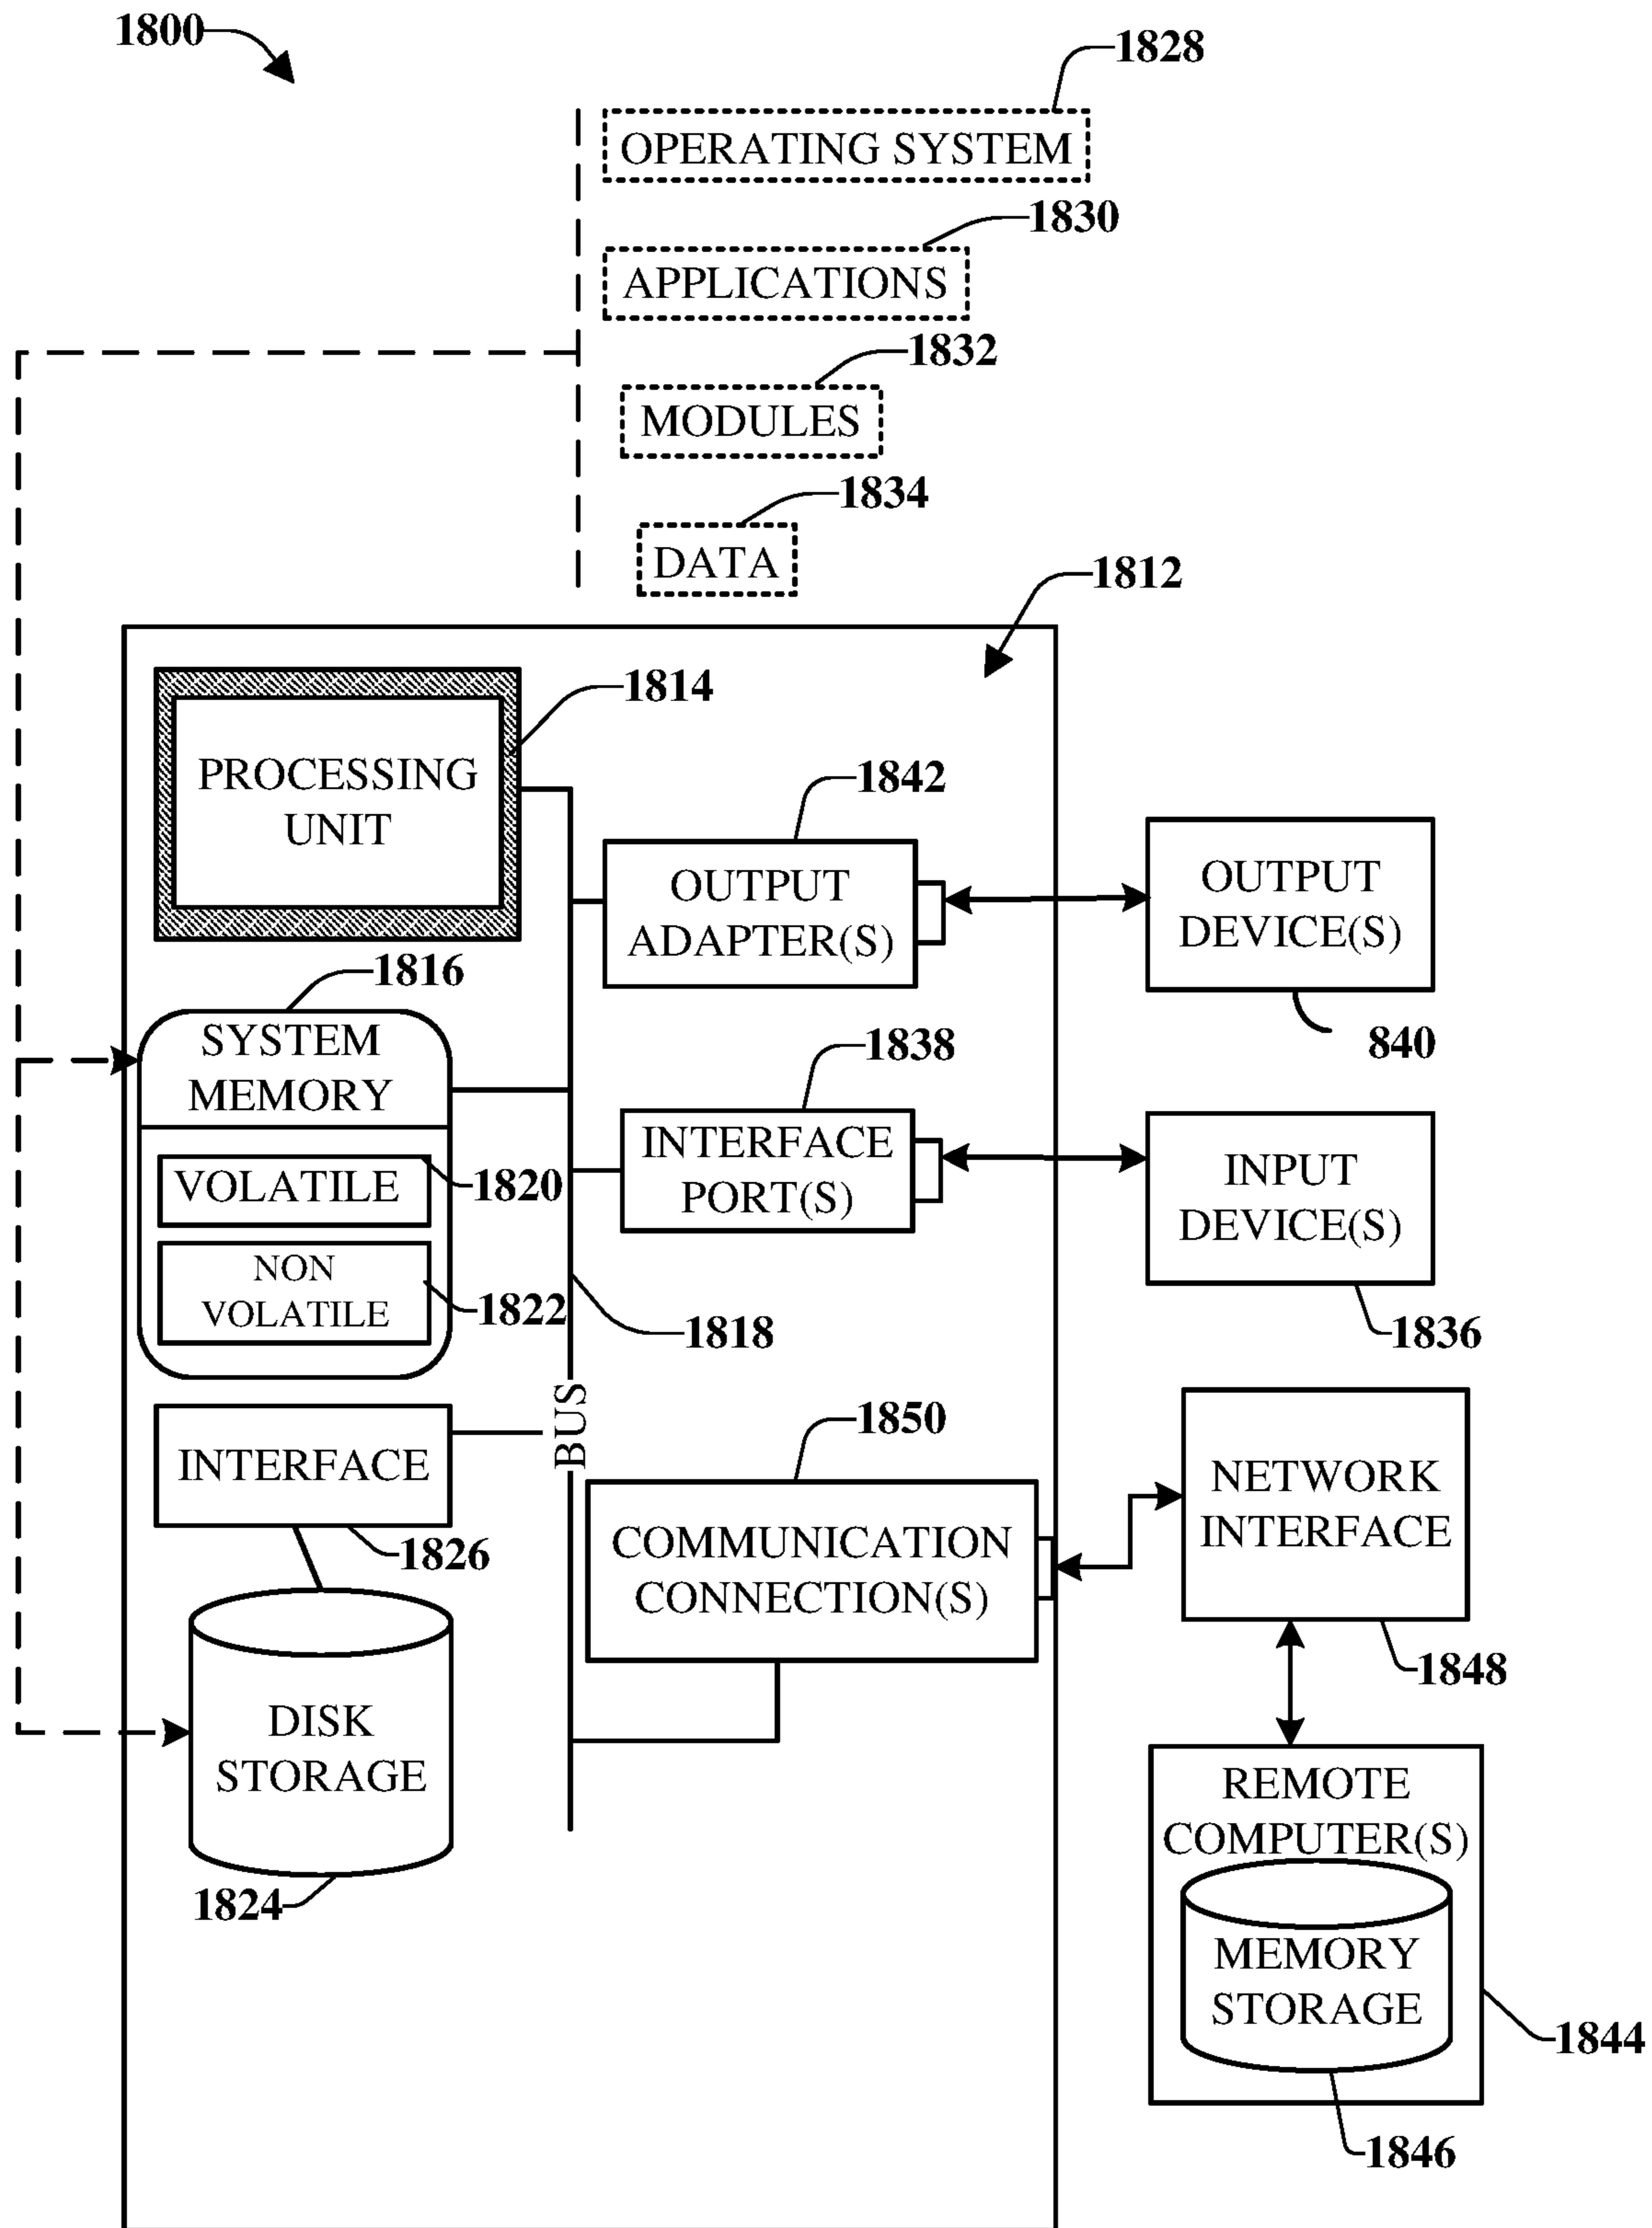 1800
1828
OPERATING SYSTEM
1830
APPLICATIONS
1832
MODULES
1834
DATA
1812
1814
PROCESSING
UNIT
1842
OUTPUT
ADAPTER(S)
OUTPUT
DEVICE(S)
840
1816
SYSTEM
MEMORY
1838
INTERFACE
PORT(S)
INPUT
DEVICE(S)
1836
VOLATILE
1820
NON
VOLATILE
1822
1818
BUS
1850
INTERFACE
1826
COMMUNICATION
CONNECTION(S)
NETWORK
INTERFACE
1848
DISK
STORAGE
1824
REMOTE
COMPUTER(S)
MEMORY
STORAGE
1844
1846